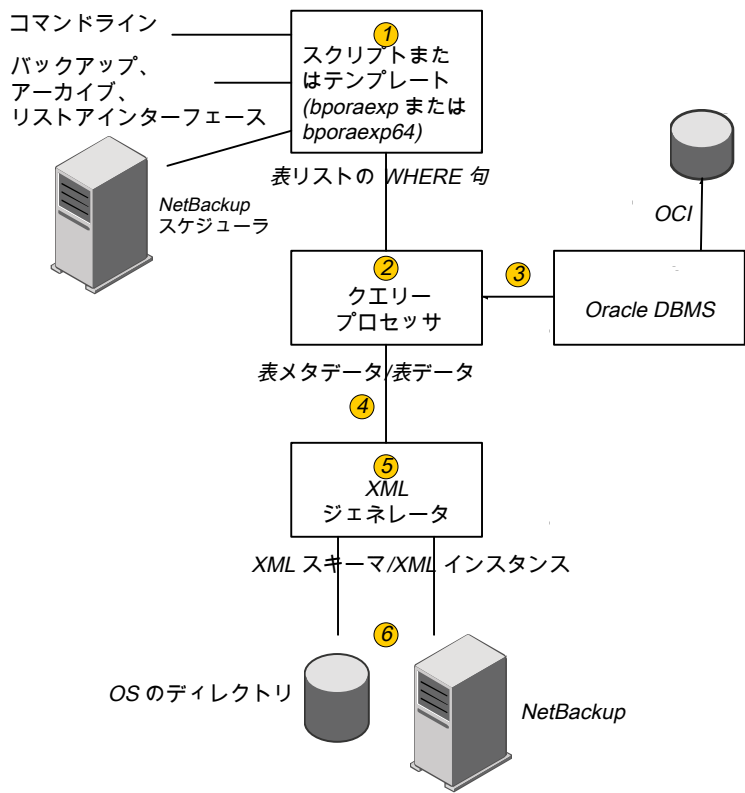 コマンドライン
バックアップ、
アーカイブ、
リストアインターフェース
NetBackup
スケジューラ
1
スクリプトまた
はテンプレート
(bporaexp または
bporaexp64)
表リストの WHERE 句
2
クエリー
プロセッサ
3
OCI
Oracle DBMS
表メタデータ/表データ
4
5
XML
ジェネレータ
XML スキーマ/XML インスタンス
6
OS のディレクトリ
NetBackup